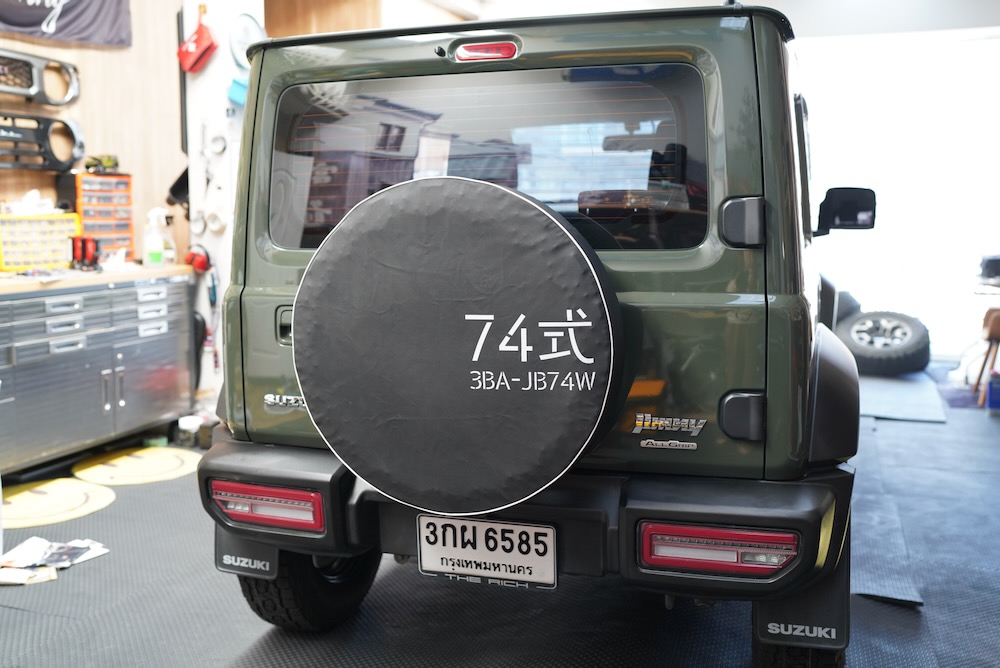 74式
3BA-JB74W
Jimny
ALLGRIP
3กผ 6585
กรุงเทพมหานคร
THE RICH
SUZUKI
SUZUKI